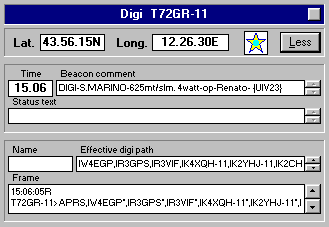 Digi T72GR-11
Lat. 43.56.15N Long. 12.26.30E Less
Time Beacon comment
15.06 DIGI-S.MARINO-625mt/slm. 4watt-op-Renato- {UIV23}
Status text
Name Effective digi path
IW4EGP,IR3GPS,IR3VIF,IK4XQH-11,IK2YHJ-11,IK2CH
Frame
15:06:05R
T72GR-11>APRS,IW4EGP*,IR3GPS*,IR3VIF*,IK4XQH-11*,IK2YHJ-11*,I